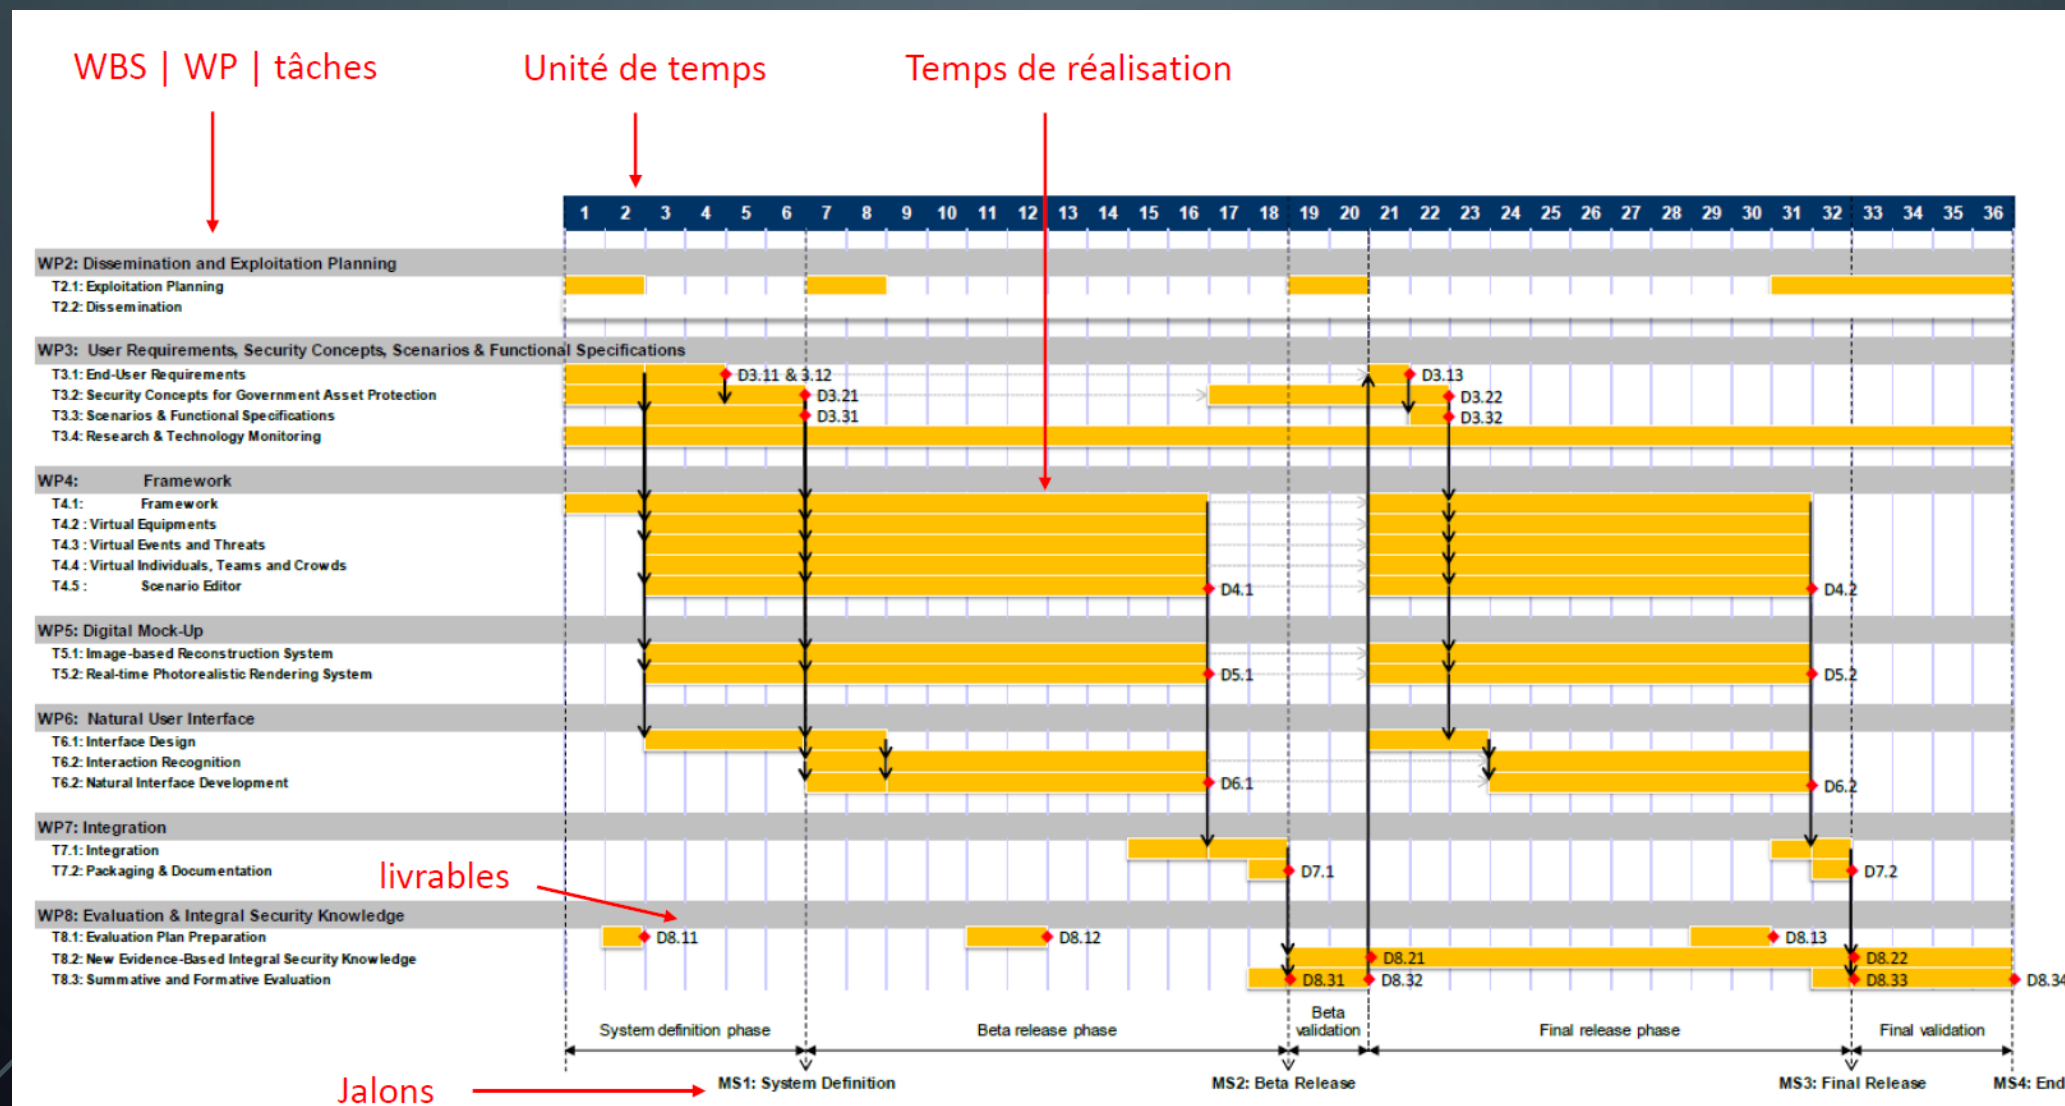 WBS | WP | tâches
Unité de temps
Temps de réalisation
1 2 3 4 5 6 7 8 9 10 11 12 13 14 15 16 17 18 19 20 21 22 23 24 25 26 27 28 29 30 31 32 33 34 35 36
WP2: Dissemination and Exploitation Planning
T2.1: Exploitation Planning
T2.2: Dissemination
WP3: User Requirements, Security Concepts, Scenarios & Functional Specifications
T3.1: End-User Requirements D3.11 & 3.12 D3.13
T3.2: Security Concepts for Government Asset Protection D3.21 D3.22
T3.3: Scenarios & Functional Specifications D3.31 D3.32
T3.4: Research & Technology Monitoring
WP4: Framework
T4.1: Framework
T4.2 : Virtual Equipments
T4.3 : Virtual Events and Threats
T4.4 : Virtual Individuals, Teams and Crowds
T4.5 : Scenario Editor D4.1 D4.2
WP5: Digital Mock-Up
T5.1: Image-based Reconstruction System
T5.2: Real-time Photorealistic Rendering System D5.1 D5.2
WP6: Natural User Interface
T6.1: Interface Design
T6.2: Interaction Recognition
T6.2: Natural Interface Development D6.1 D6.2
WP7: Integration
T7.1: Integration
T7.2: Packaging & Documentation D7.1 D7.2
livrables
WP8: Evaluation & Integral Security Knowledge
T8.1: Evaluation Plan Preparation D8.11 D8.12 D8.13
T8.2: New Evidence-Based Integral Security Knowledge D8.21 D8.22
T8.3: Summative and Formative Evaluation D8.31 D8.32 D8.33 D8.34
System definition phase Beta release phase Beta validation Final release phase Final validation
Jalons
MS1: System Definition MS2: Beta Release MS3: Final Release MS4: End